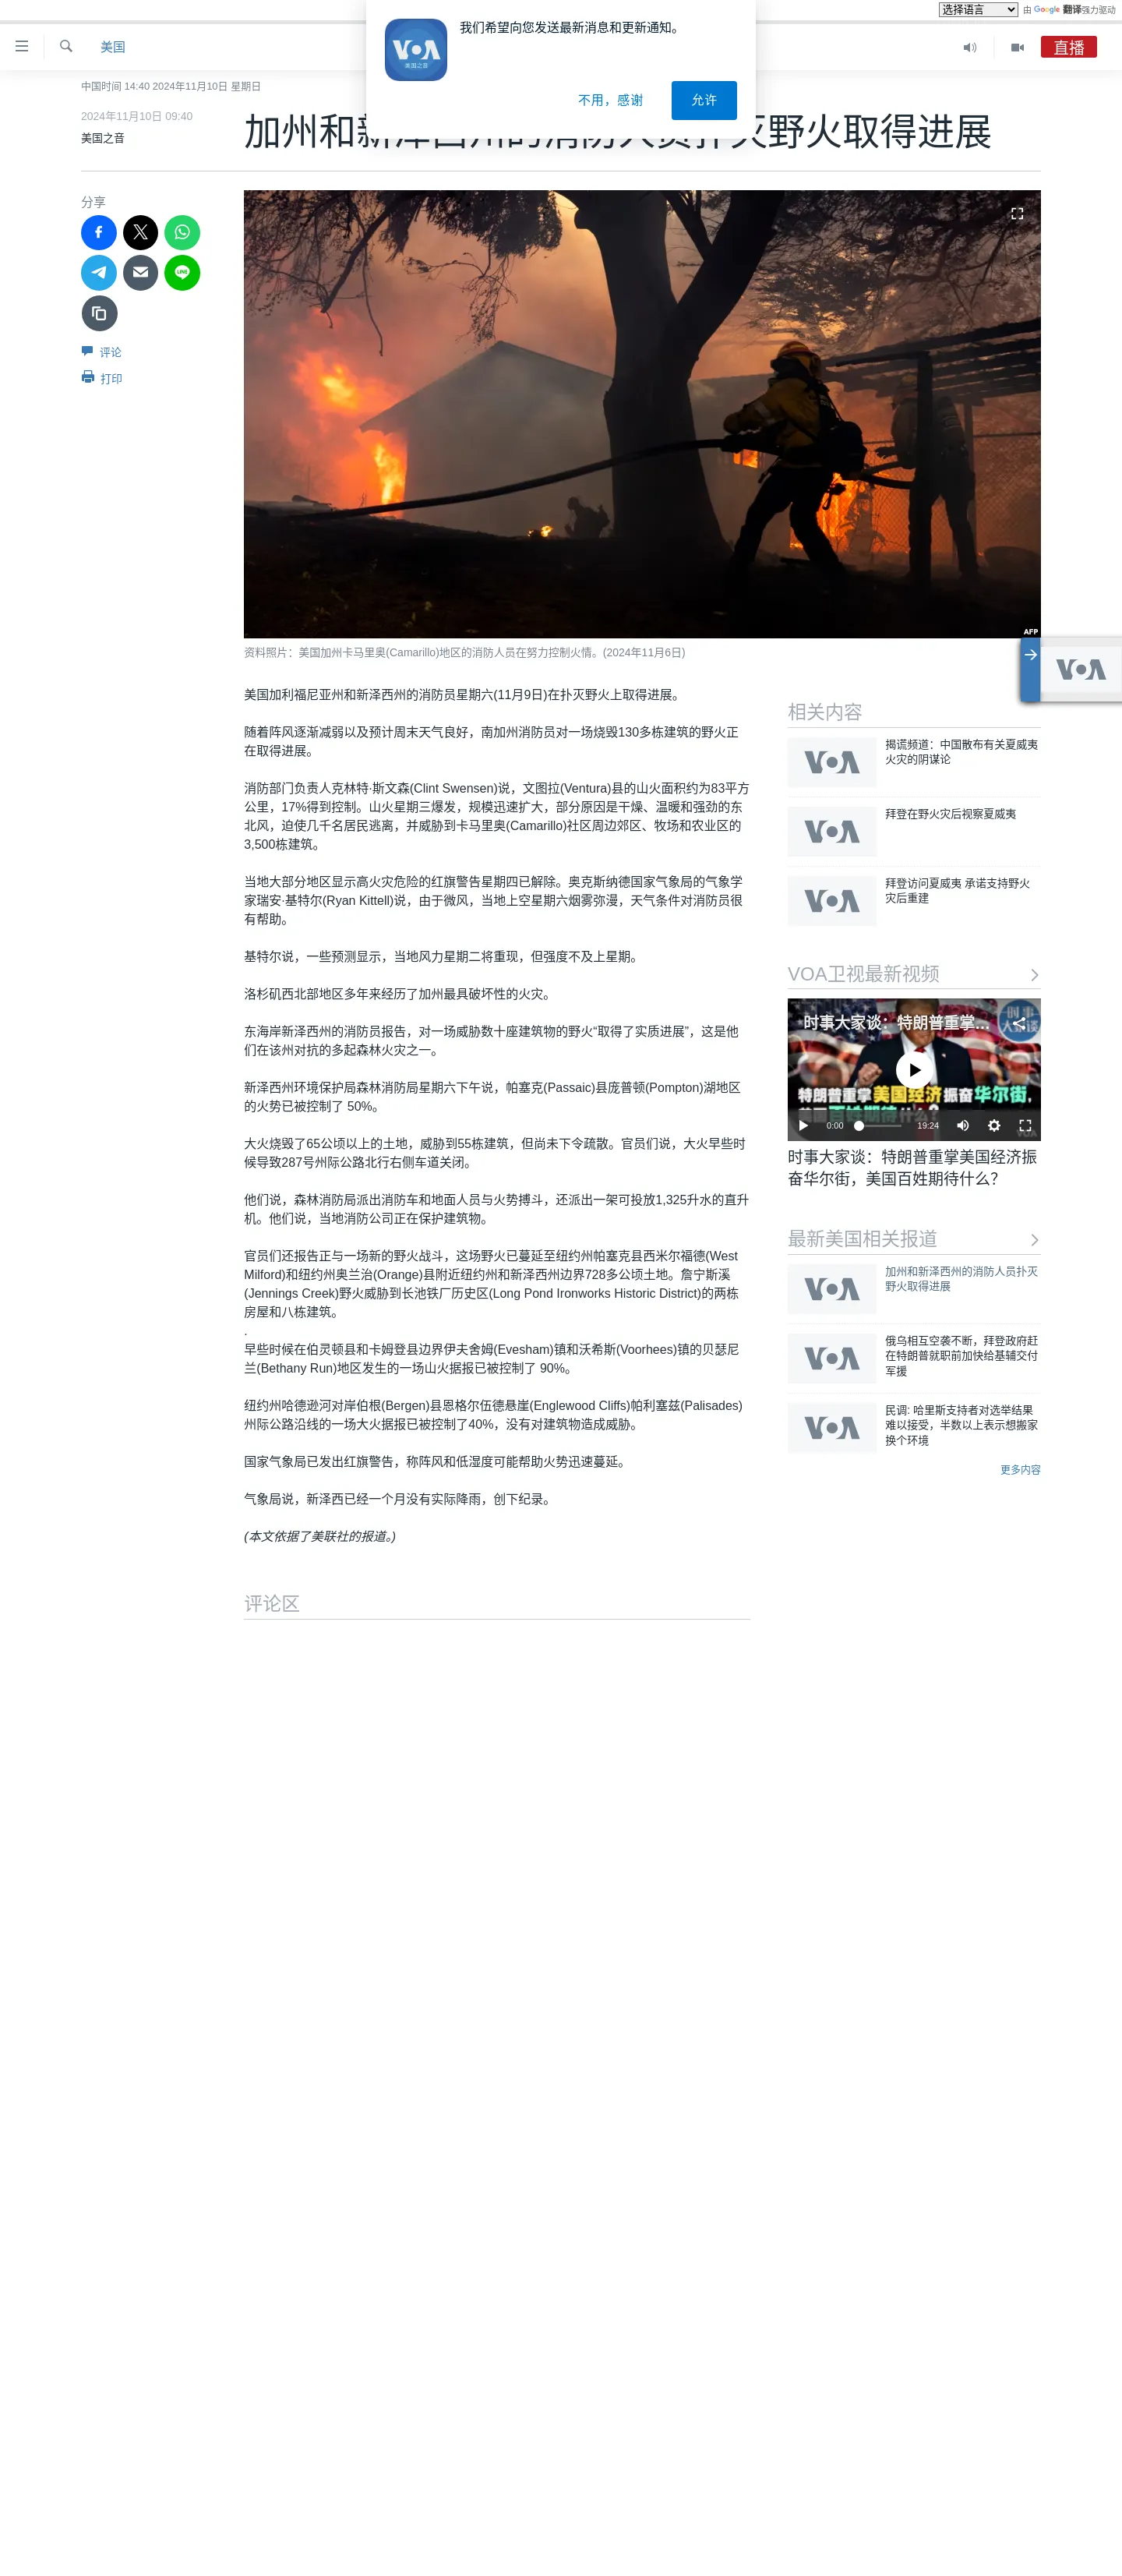 选择语言
由 Google 翻译强力驱动
我们希望向您发送最新消息和更新通知。
VOA
美国之音
不用，感谢
允许
美国
直播
中国时间 14:40 2024年11月10日 星期日
2024年11月10日 09:40
美国之音
加州和新泽西州的消防人员扑灭野火取得进展
分享
评论
打印
AFP
资料照片：美国加州卡马里奥(Camarillo)地区的消防人员在努力控制火情。(2024年11月6日)
VOA
美国加利福尼亚州和新泽西州的消防员星期六(11月9日)在扑灭野火上取得进展。
随着阵风逐渐减弱以及预计周末天气良好，南加州消防员对一场烧毁130多栋建筑的野火正
在取得进展。
消防部门负责人克林特·斯文森(Clint Swensen)说，文图拉(Ventura)县的山火面积约为83平方
公里，17%得到控制。山火星期三爆发，规模迅速扩大，部分原因是干燥、温暖和强劲的东
北风，迫使几千名居民逃离，并威胁到卡马里奥(Camarillo)社区周边郊区、牧场和农业区的
3,500栋建筑。
当地大部分地区显示高火灾危险的红旗警告星期四已解除。奥克斯纳德国家气象局的气象学
家瑞安·基特尔(Ryan Kittell)说，由于微风，当地上空星期六烟雾弥漫，天气条件对消防员很
有帮助。
基特尔说，一些预测显示，当地风力星期二将重现，但强度不及上星期。
洛杉矶西北部地区多年来经历了加州最具破坏性的火灾。
东海岸新泽西州的消防员报告，对一场威胁数十座建筑物的野火“取得了实质进展”，这是他
们在该州对抗的多起森林火灾之一。
新泽西州环境保护局森林消防局星期六下午说，帕塞克(Passaic)县庞普顿(Pompton)湖地区
的火势已被控制了 50%。
大火烧毁了65公顷以上的土地，威胁到55栋建筑，但尚未下令疏散。官员们说，大火早些时
候导致287号州际公路北行右侧车道关闭。
他们说，森林消防局派出消防车和地面人员与火势搏斗，还派出一架可投放1,325升水的直升
机。他们说，当地消防公司正在保护建筑物。
官员们还报告正与一场新的野火战斗，这场野火已蔓延至纽约州帕塞克县西米尔福德(West
Milford)和纽约州奥兰治(Orange)县附近纽约州和新泽西州边界728多公顷土地。詹宁斯溪
(Jennings Creek)野火威胁到长池铁厂历史区(Long Pond Ironworks Historic District)的两栋
房屋和八栋建筑。
.
早些时候在伯灵顿县和卡姆登县边界伊夫舍姆(Evesham)镇和沃希斯(Voorhees)镇的贝瑟尼
兰(Bethany Run)地区发生的一场山火据报已被控制了 90%。
纽约州哈德逊河对岸伯根(Bergen)县恩格尔伍德悬崖(Englewood Cliffs)帕利塞兹(Palisades)
州际公路沿线的一场大火据报已被控制了40%，没有对建筑物造成威胁。
国家气象局已发出红旗警告，称阵风和低湿度可能帮助火势迅速蔓延。
气象局说，新泽西已经一个月没有实际降雨，创下纪录。
(本文依据了美联社的报道。)
评论区
相关内容
VOA
揭谎频道：中国散布有关夏威夷
火灾的阴谋论
VOA
拜登在野火灾后视察夏威夷
VOA
拜登访问夏威夷 承诺支持野火
灾后重建
VOA卫视最新视频
时事大家谈：特朗普重掌...
时事
大家谈
特朗普重掌美国经济振奋华尔街，
美国百姓期待什么？
0:00
19:24
VOA
时事大家谈：特朗普重掌美国经济振
奋华尔街，美国百姓期待什么？
最新美国相关报道
VOA
加州和新泽西州的消防人员扑灭
野火取得进展
VOA
俄乌相互空袭不断，拜登政府赶
在特朗普就职前加快给基辅交付
军援
VOA
民调: 哈里斯支持者对选举结果
难以接受，半数以上表示想搬家
换个环境
更多内容